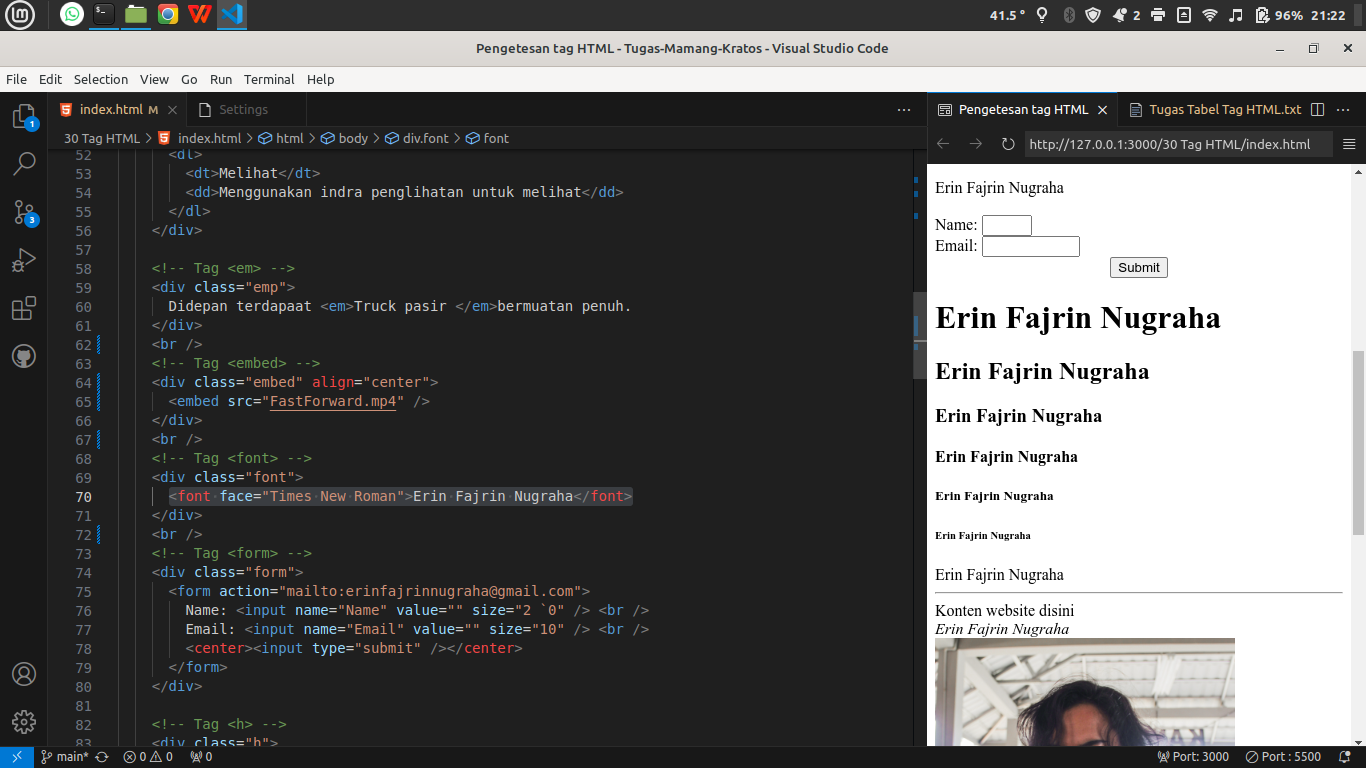 41.5 °
2
96%
21:22
Pengetesan tag HTML - Tugas-Mamang-Kratos - Visual Studio Code
File Edit Selection View Go Run Terminal Help
index.html M
Settings
Pengetesan tag HTML
Tugas Tabel Tag HTML.txt
30 Tag HTML > index.html > html > body > div.font > font
http://127.0.0.1:3000/30 Tag HTML/index.html
1
3
52 <dl>
53 <dt>Melihat</dt>
54 <dd>Menggunakan indra penglihatan untuk melihat</dd>
55 </dl>
56 </div>
57
58 <!-- Tag <em> -->
59 <div class="emp">
60 Didepan terdapaat <em>Truck pasir </em>bermuatan penuh.
61 </div>
62 <br />
63 <!-- Tag <embed> -->
64 <div class="embed" align="center">
65 <embed src="FastForward.mp4" />
66 </div>
67 <br />
68 <!-- Tag <font> -->
69 <div class="font">
70 <font face="Times New Roman">Erin Fajrin Nugraha</font>
71 </div>
72 <br />
73 <!-- Tag <form> -->
74 <div class="form">
75 <form action="mailto:erinfajrinnugraha@gmail.com">
76 Name: <input name="Name" value="" size="2 `0" /> <br />
77 Email: <input name="Email" value="" size="10" /> <br />
78 <center><input type="submit" /></center>
79 </form>
80 </div>
81
82 <!-- Tag <h> -->
83 <div class="h">
Erin Fajrin Nugraha
Name:
Email:
Submit
Erin Fajrin Nugraha
Erin Fajrin Nugraha
Erin Fajrin Nugraha
Erin Fajrin Nugraha
Erin Fajrin Nugraha
Erin Fajrin Nugraha
Erin Fajrin Nugraha
Konten website disini
Erin Fajrin Nugraha
main* 0 0 0
Port: 3000
Port : 5500